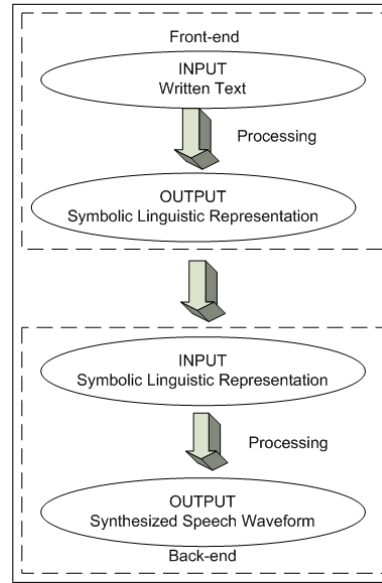 Front-end
INPUT
Written Text
Processing
OUTPUT
Symbolic Linguistic Representation
INPUT
Symbolic Linguistic Representation
Processing
OUTPUT
Synthesized Speech Waveform
Back-end